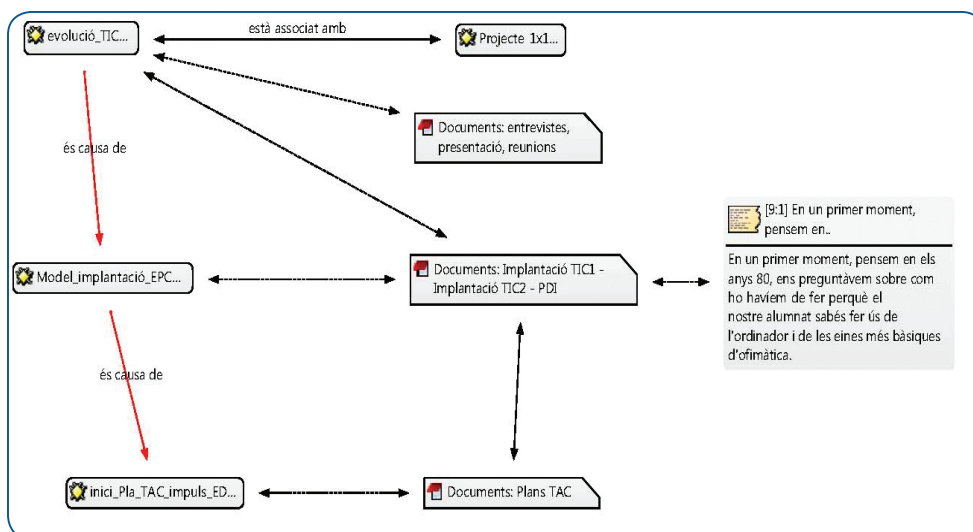 evolució_TIC...
està associat amb
Projecte 1x1...
Documents: entrevistes,
presentació, reunions
és causa de
[9:1] En un primer moment,
pensem en..
En un primer moment, pensem en els
anys 80, ens preguntàvem sobre com
ho havíem de fer perquè el
nostre alumnat sabés fer ús de
l'ordinador i de les eines més bàsiques
d'ofimàtica.
Model_implantació_EPC...
Documents: Implantació TIC1 -
Implantació TIC2 - PDI
és causa de
inici_Pla_TAC_impuls_ED...
Documents: Plans TAC